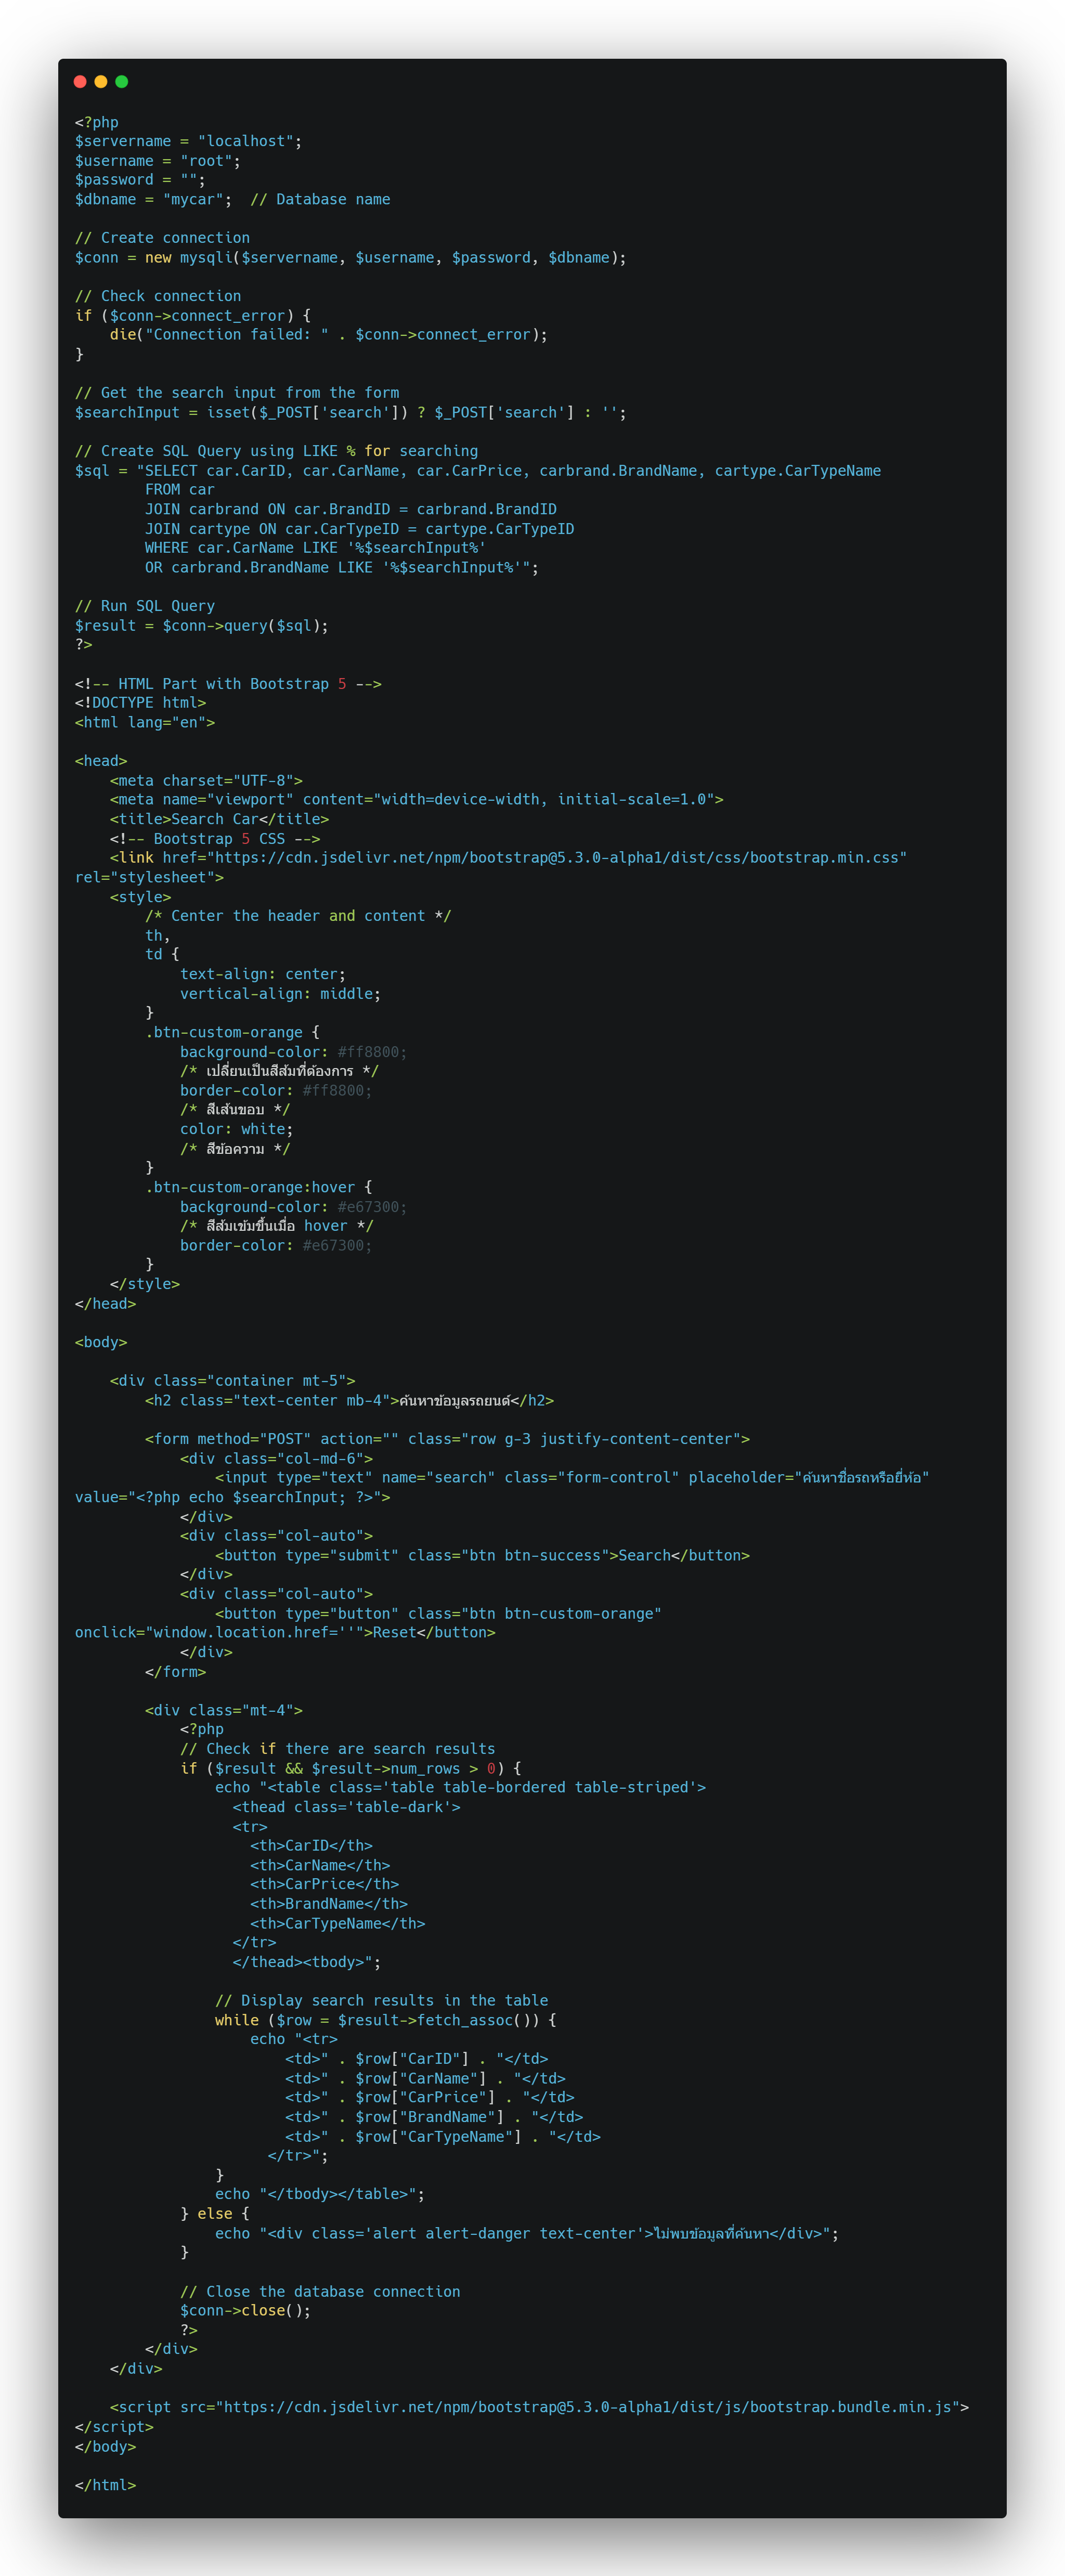 <?php
$servername = "localhost";
$username = "root";
$password = "";
$dbname = "mycar";  // Database name

// Create connection
$conn = new mysqli($servername, $username, $password, $dbname);

// Check connection
if ($conn->connect_error) {
    die("Connection failed: " . $conn->connect_error);
}

// Get the search input from the form
$searchInput = isset($_POST['search']) ? $_POST['search'] : '';

// Create SQL Query using LIKE % for searching
$sql = "SELECT car.CarID, car.CarName, car.CarPrice, carbrand.BrandName, cartype.CarTypeName
        FROM car
        JOIN carbrand ON car.BrandID = carbrand.BrandID
        JOIN cartype ON car.CarTypeID = cartype.CarTypeID
        WHERE car.CarName LIKE '%$searchInput%'
        OR carbrand.BrandName LIKE '%$searchInput%'";

// Run SQL Query
$result = $conn->query($sql);
?>

<!-- HTML Part with Bootstrap 5 -->
<!DOCTYPE html>
<html lang="en">

<head>
    <meta charset="UTF-8">
    <meta name="viewport" content="width=device-width, initial-scale=1.0">
    <title>Search Car</title>
    <!-- Bootstrap 5 CSS -->
    <link href="https://cdn.jsdelivr.net/npm/bootstrap@5.3.0-alpha1/dist/css/bootstrap.min.css"
rel="stylesheet">
    <style>
        /* Center the header and content */
        th,
        td {
            text-align: center;
            vertical-align: middle;
        }
        .btn-custom-orange {
            background-color: #ff8800;
            /* เปลี่ยนเป็นสีส้มที่ต้องการ */
            border-color: #ff8800;
            /* สีเส้นขอบ */
            color: white;
            /* สีข้อความ */
        }
        .btn-custom-orange:hover {
            background-color: #e67300;
            /* สีส้มเข้มขึ้นเมื่อ hover */
            border-color: #e67300;
        }
    </style>
</head>

<body>

    <div class="container mt-5">
        <h2 class="text-center mb-4">ค้นหาข้อมูลรถยนต์</h2>

        <form method="POST" action="" class="row g-3 justify-content-center">
            <div class="col-md-6">
                <input type="text" name="search" class="form-control" placeholder="ค้นหาชื่อรถหรือยี่ห้อ"
value="<?php echo $searchInput; ?>">
            </div>
            <div class="col-auto">
                <button type="submit" class="btn btn-success">Search</button>
            </div>
            <div class="col-auto">
                <button type="button" class="btn btn-custom-orange"
onclick="window.location.href=''">Reset</button>
            </div>
        </form>

        <div class="mt-4">
            <?php
            // Check if there are search results
            if ($result && $result->num_rows > 0) {
                echo "<table class='table table-bordered table-striped'>
                  <thead class='table-dark'>
                  <tr>
                    <th>CarID</th>
                    <th>CarName</th>
                    <th>CarPrice</th>
                    <th>BrandName</th>
                    <th>CarTypeName</th>
                  </tr>
                  </thead><tbody>";

                // Display search results in the table
                while ($row = $result->fetch_assoc()) {
                    echo "<tr>
                        <td>" . $row["CarID"] . "</td>
                        <td>" . $row["CarName"] . "</td>
                        <td>" . $row["CarPrice"] . "</td>
                        <td>" . $row["BrandName"] . "</td>
                        <td>" . $row["CarTypeName"] . "</td>
                      </tr>";
                }
                echo "</tbody></table>";
            } else {
                echo "<div class='alert alert-danger text-center'>ไม่พบข้อมูลที่ค้นหา</div>";
            }

            // Close the database connection
            $conn->close();
            ?>
        </div>
    </div>

    <script src="https://cdn.jsdelivr.net/npm/bootstrap@5.3.0-alpha1/dist/js/bootstrap.bundle.min.js">
</script>
</body>

</html>